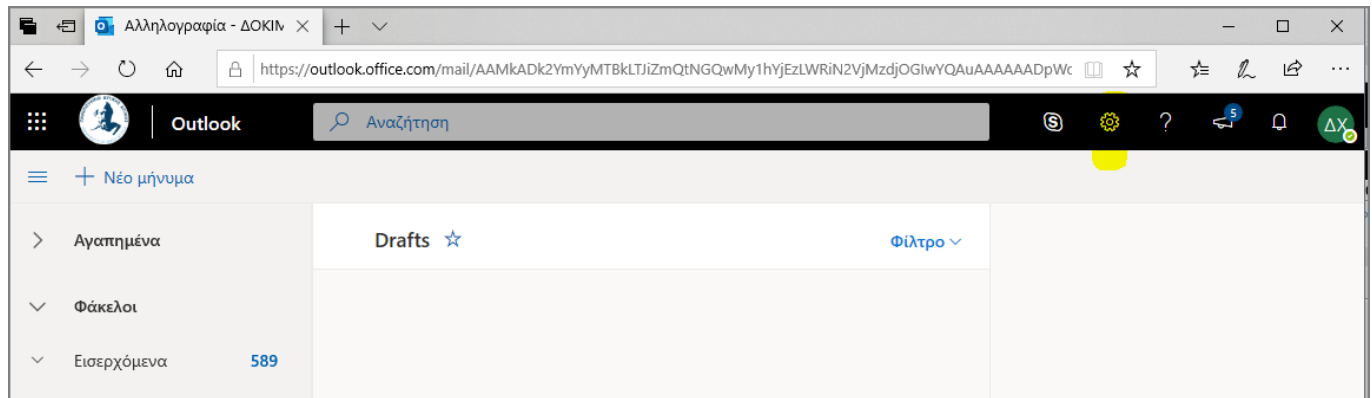 Αλληλογραφία - ΔΟΚΙΜ
https://outlook.office.com/mail/AAMkADk2YmYyMTBkLTJiZmQtNGQwMy1hYjEzLWRiN2VjMzdjOGIwYQAuAAAAAADpWc
Outlook
Αναζήτηση
5
ΔΧ
Νέο μήνυμα
Αγαπημένα
Drafts
Φίλτρο
Φάκελοι
Εισερχόμενα 589